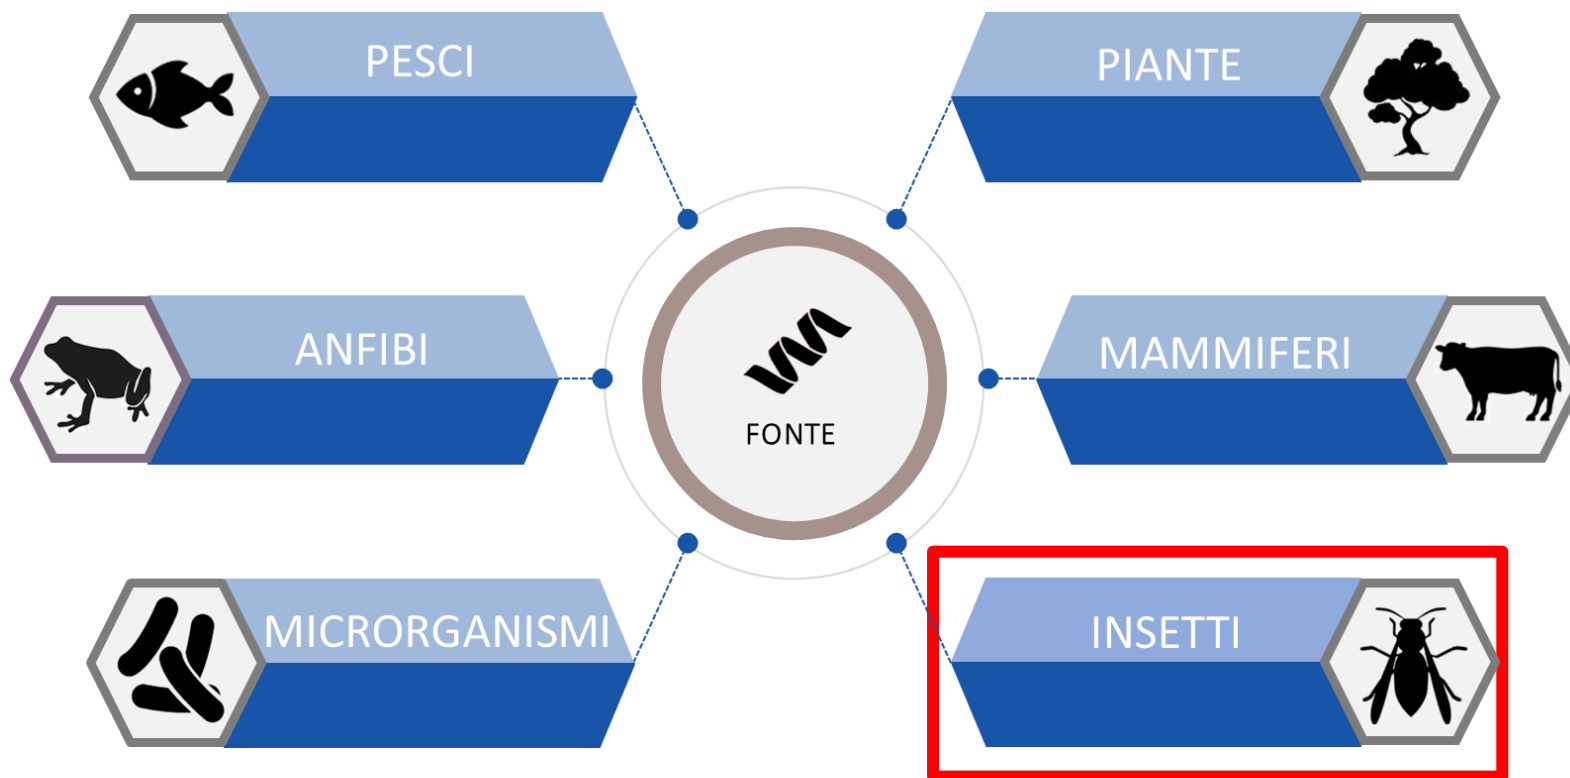 PESCI
PIANTE
ANFIBI
MAMMIFERI
FONTE
MICRORGANISMI
INSETTI